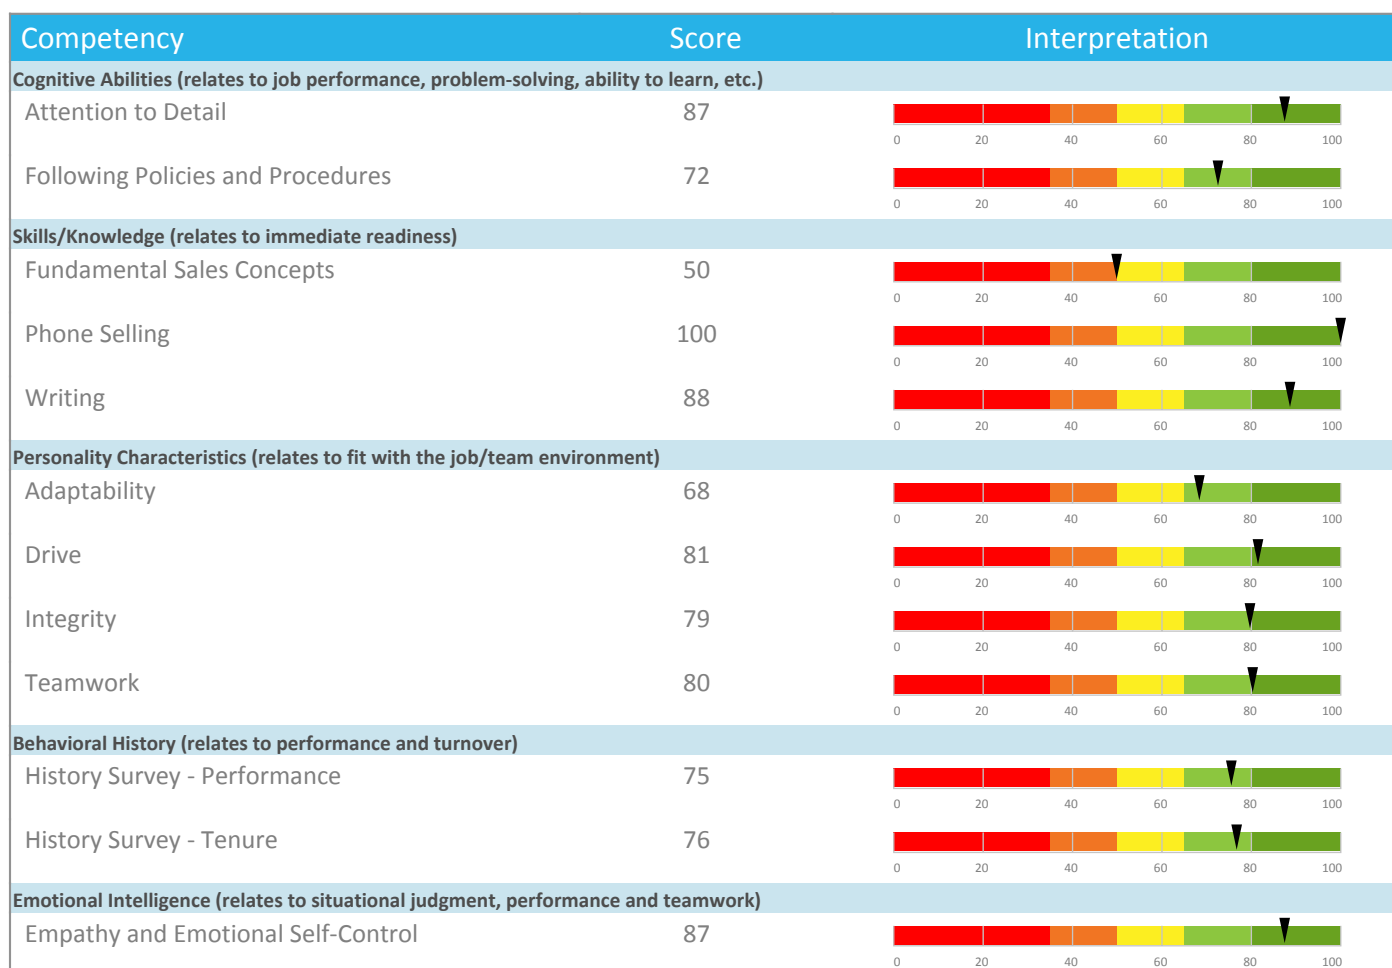 Competency Score Interpretation
Cognitive Abilities (relates to job performance, problem-solving, ability to learn, etc.)
Attention to Detail 87
0 20 40 60 80 100
Following Policies and Procedures 72
0 20 40 60 80 100
Skills/Knowledge (relates to immediate readiness)
Fundamental Sales Concepts 50
0 20 40 60 80 100
Phone Selling 100
0 20 40 60 80 100
Writing 88
0 20 40 60 80 100
Personality Characteristics (relates to fit with the job/team environment)
Adaptability 68
0 20 40 60 80 100
Drive 81
0 20 40 60 80 100
Integrity 79
0 20 40 60 80 100
Teamwork 80
0 20 40 60 80 100
Behavioral History (relates to performance and turnover)
History Survey - Performance 75
0 20 40 60 80 100
History Survey - Tenure 76
0 20 40 60 80 100
Emotional Intelligence (relates to situational judgment, performance and teamwork)
Empathy and Emotional Self-Control 87
0 20 40 60 80 100